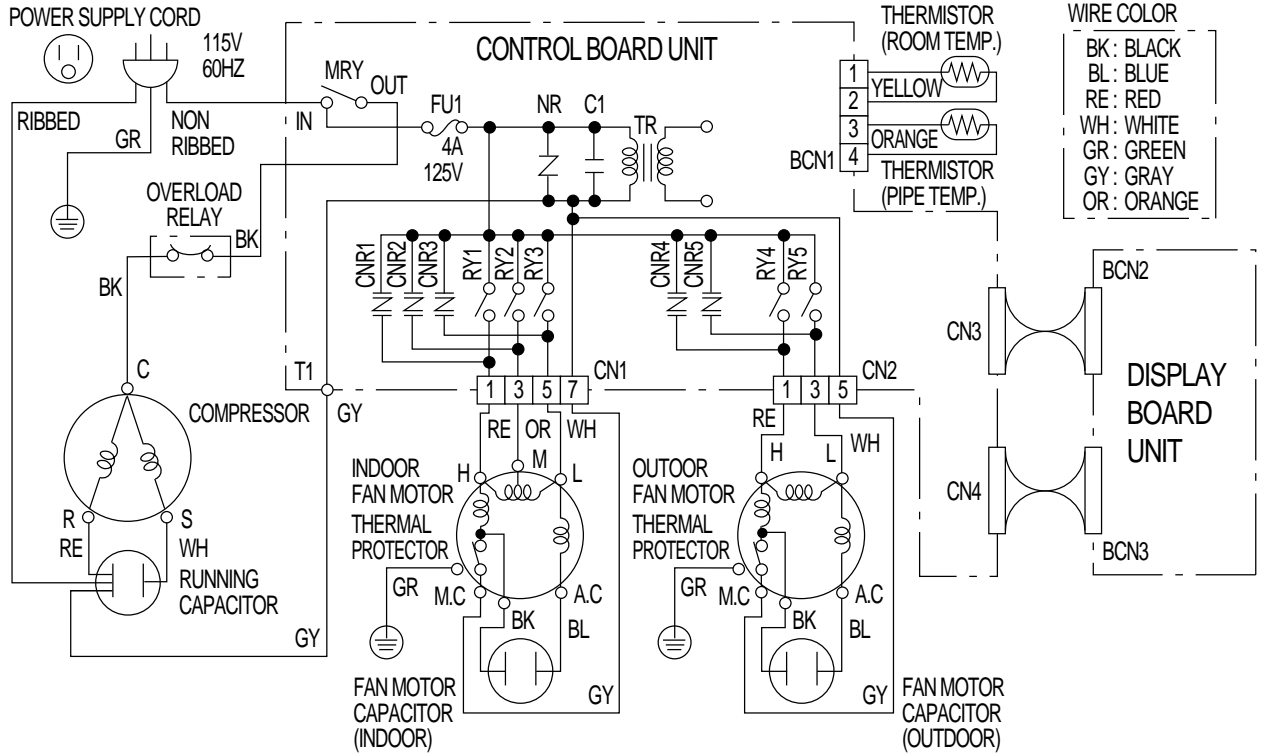 POWER SUPPLY CORD
115V
60HZ
RIBBED
GR
NON
RIBBED
OVERLOAD
RELAY
BK
BK
C
COMPRESSOR
R
S
RE
WH
RUNNING
CAPACITOR
GY
T1
GY
CONTROL BOARD UNIT
MRY
OUT
IN
FU1
4A
125V
NR
C1
TR
CNR1
CNR2
CNR3
RY1
RY2
RY3
CNR4
CNR5
RY4
RY5
1 3 5 7
CN1
1 3 5
CN2
RE
OR
WH
H
M
L
INDOOR
FAN MOTOR
THERMAL
PROTECTOR
GR
M.C
A.C
BK
BL
GY
FAN MOTOR
CAPACITOR
(INDOOR)
RE
WH
H
L
OUTOOR
FAN MOTOR
THERMAL
PROTECTOR
GR
M.C
A.C
BK
BL
GY
FAN MOTOR
CAPACITOR
(OUTDOOR)
THERMISTOR
(ROOM TEMP.)
1
2
3
4
YELLOW
ORANGE
BCN1
THERMISTOR
(PIPE TEMP.)
WIRE COLOR
BK : BLACK
BL : BLUE
RE : RED
WH : WHITE
GR : GREEN
GY : GRAY
OR : ORANGE
CN3
BCN2
CN4
BCN3
DISPLAY
BOARD
UNIT